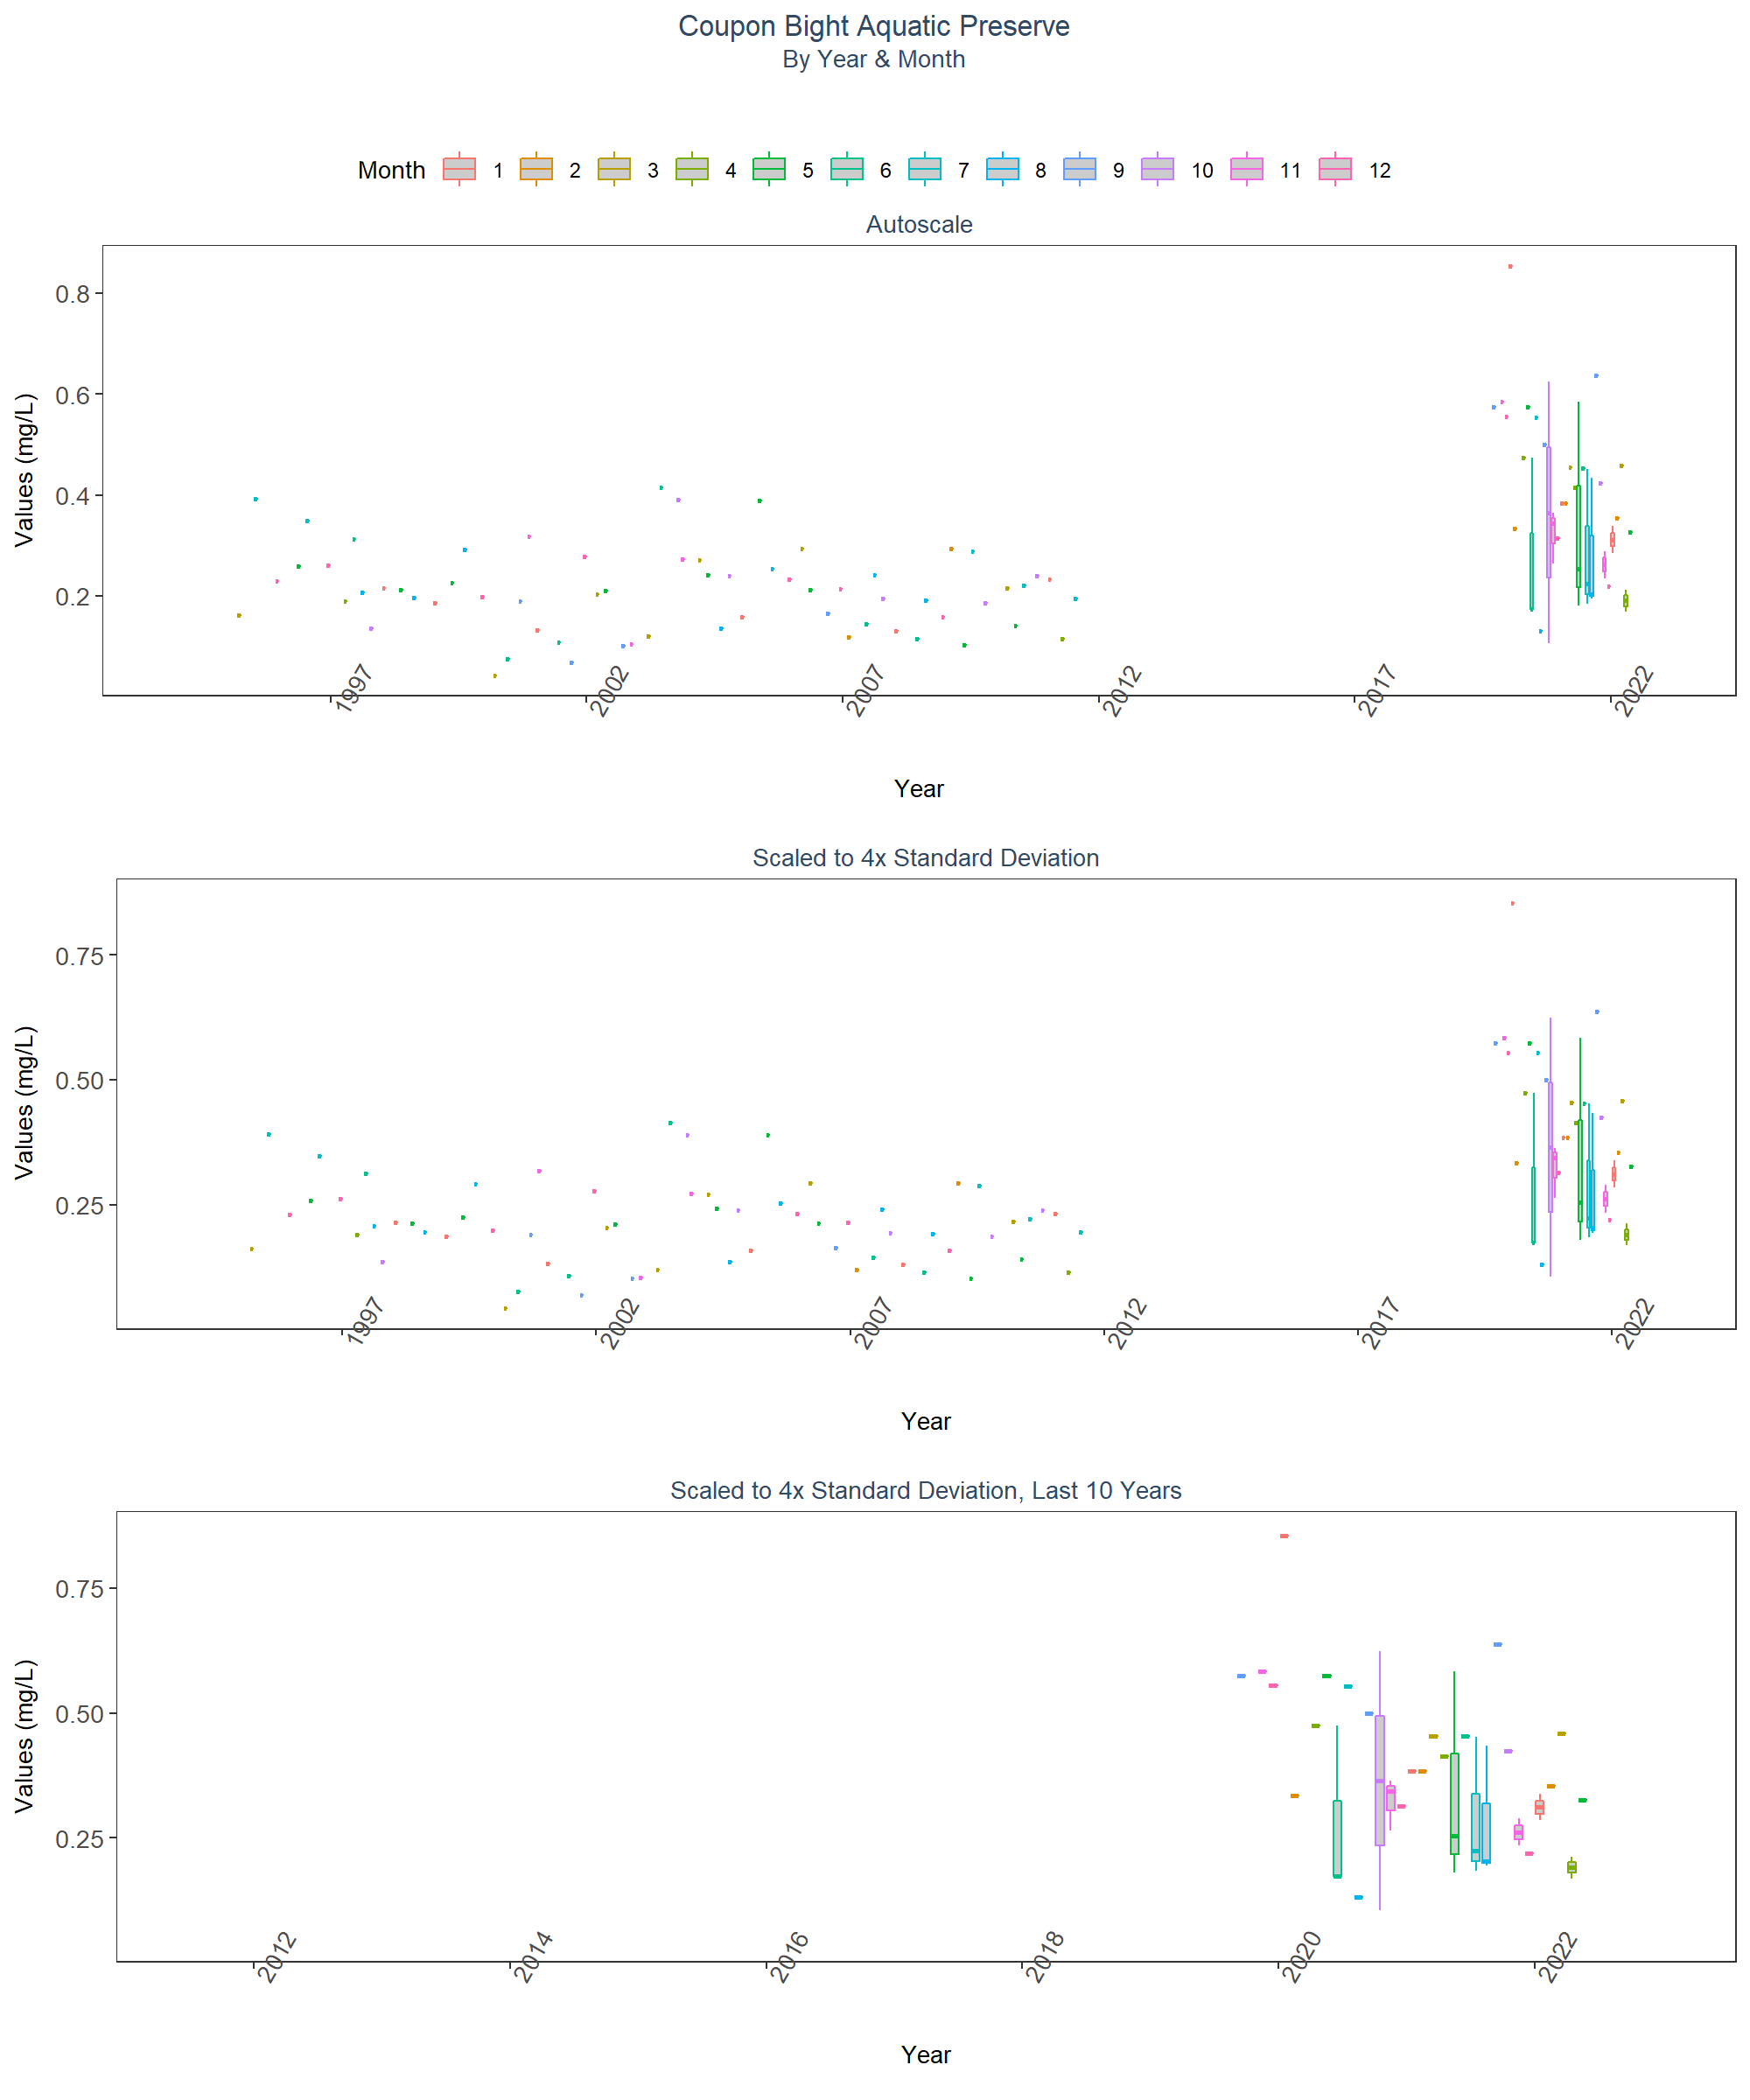 Coupon Bight Aquatic Preserve
By Year & Month
Month 1 2 3 4 5 6 7 8 9 10 11 12
Autoscale
Values (mg/L)
0.8
0.6
0.4
0.2
1997 2002 2007 2012 2017 2022
Year
Scaled to 4x Standard Deviation
Values (mg/L)
0.75
0.50
0.25
1997 2002 2007 2012 2017 2022
Year
Scaled to 4x Standard Deviation, Last 10 Years
Values (mg/L)
0.75
0.50
0.25
2012 2014 2016 2018 2020 2022
Year